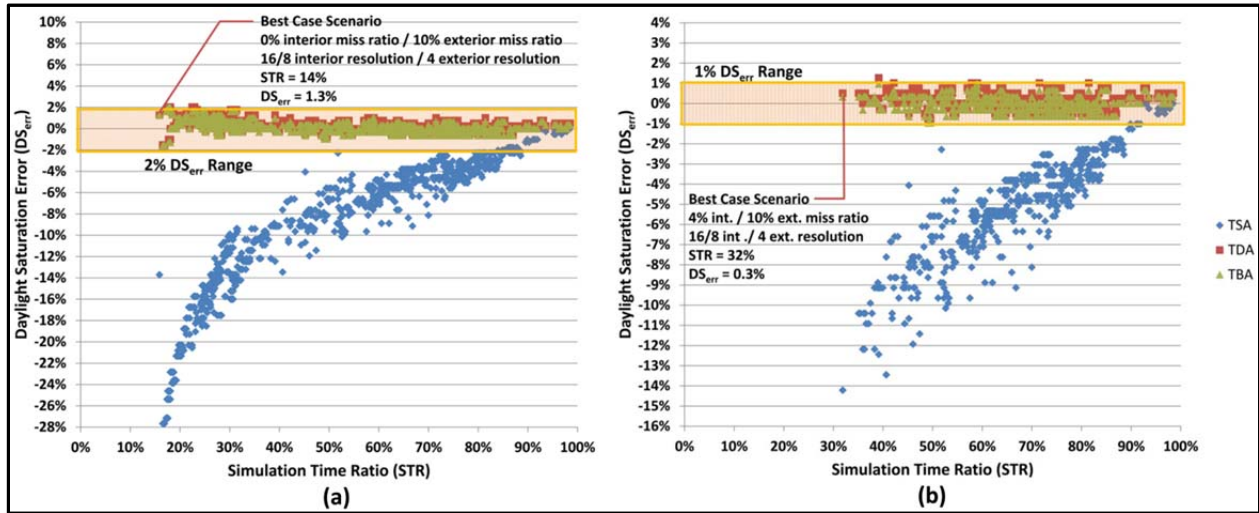 10%
8%
6%
4%
2%
0%
-2%
-4%
-6%
-8%
-10%
-12%
-14%
-16%
-18%
-20%
-22%
-24%
-26%
-28%
Daylight Saturation Error (DSerr)
Best Case Scenario
0% interior miss ratio / 10% exterior miss ratio
16/8 interior resolution / 4 exterior resolution
STR = 14%
DSerr = 1.3%
2% DSerr Range
0% 10% 20% 30% 40% 50% 60% 70% 80% 90% 100%
Simulation Time Ratio (STR)
(a)
4%
3%
2%
1%
0%
-1%
-2%
-3%
-4%
-5%
-6%
-7%
-8%
-9%
-10%
-11%
-12%
-13%
-14%
-15%
-16%
Daylight Saturation Error (DSerr)
1% DSerr Range
Best Case Scenario
4% int. / 10% ext. miss ratio
16/8 int ./ 4 ext. resolution
STR = 32%
DSerr = 0.3%
0% 10% 20% 30% 40% 50% 60% 70% 80% 90% 100%
Simulation Time Ratio (STR)
(b)
TSA
TDA
TBA